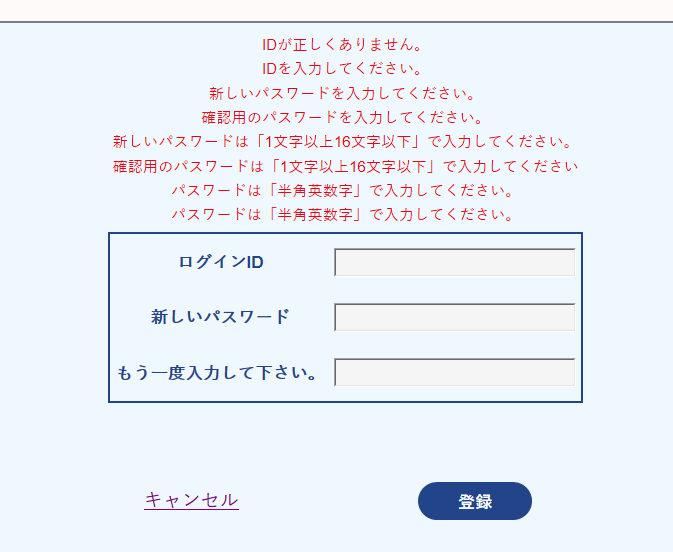 IDが正しくありません。
IDを入力してください。
新しいパスワードを入力してください。
確認用のパスワードを入力してください。
新しいパスワードは「1文字以上16文字以下」で入力してください。
確認用のパスワードは「1文字以上16文字以下」で入力してください
パスワードは「半角英数字」で入力してください。
パスワードは「半角英数字」で入力してください。
ログインID
新しいパスワード
もう一度入力して下さい。
キャンセル
登録